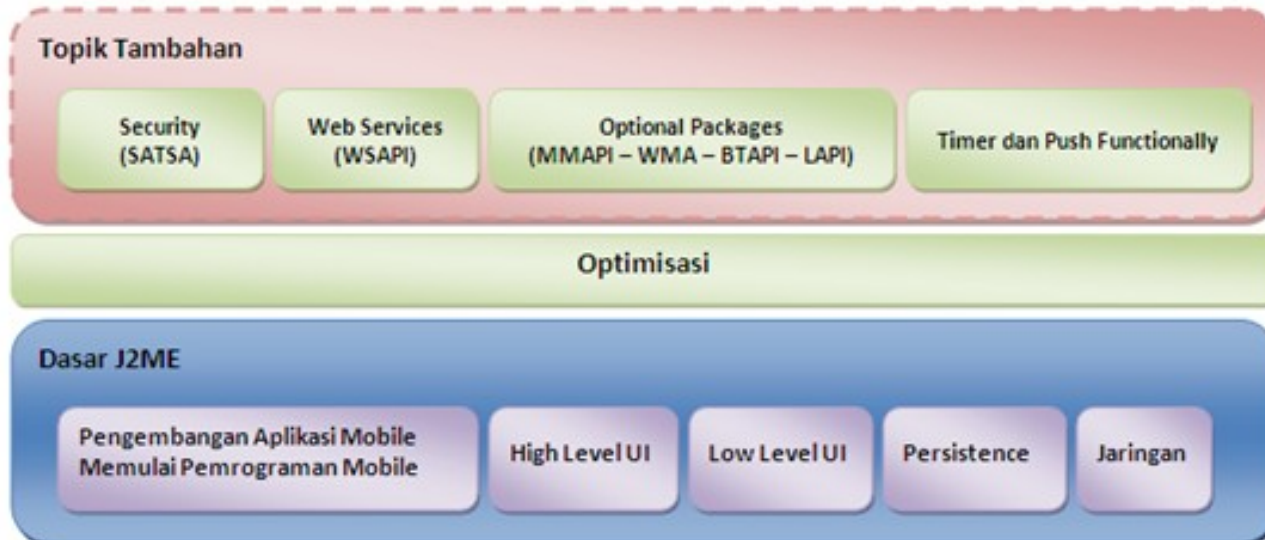 Topik Tambahan
Security
(SATSA)
Web Services
(WSAPI)
Optional Packages
(MMAPI – WMA – BTAPI – LAPI)
Timer dan Push Functionally
Optimisasi
Dasar J2ME
Pengembangan Aplikasi Mobile
Memulai Pemrograman Mobile
High Level UI
Low Level UI
Persistence
Jaringan